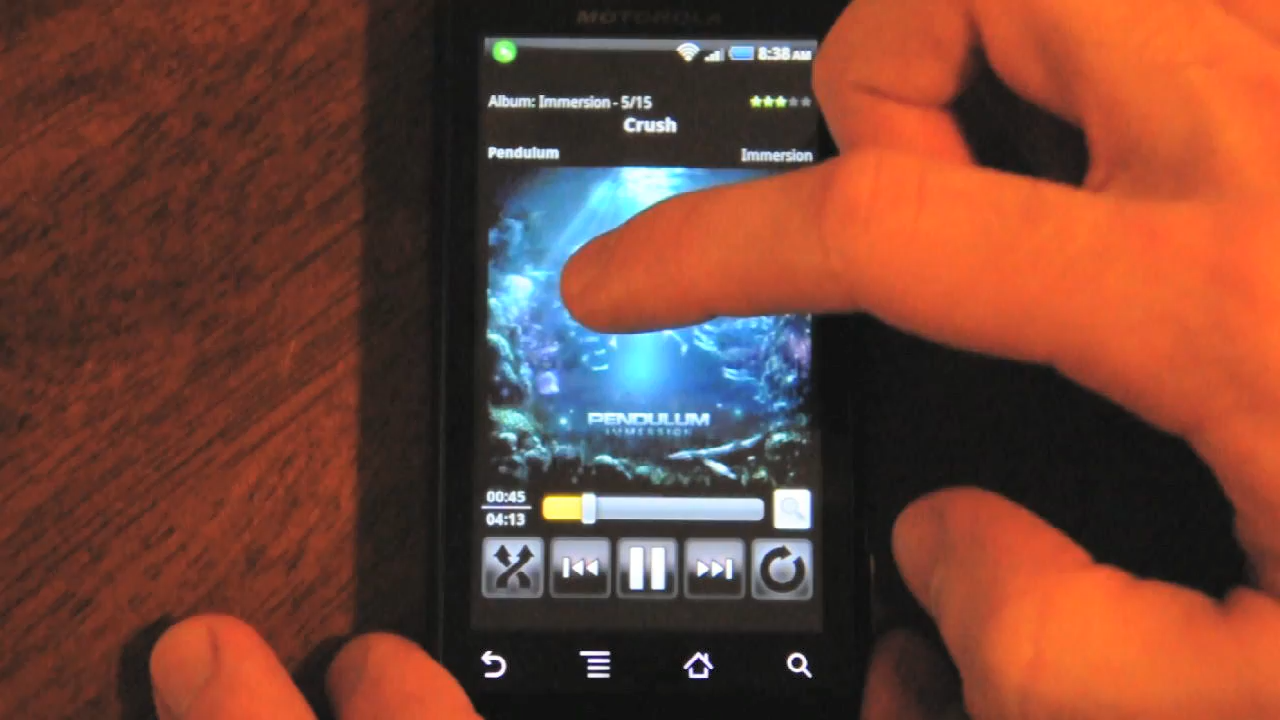 MOTOROLA
8:38 AM
Album: Immersion - 5/15
Crush
Pendulum
Immersion
PENDULUM
IMMERSION
00:45
04:13